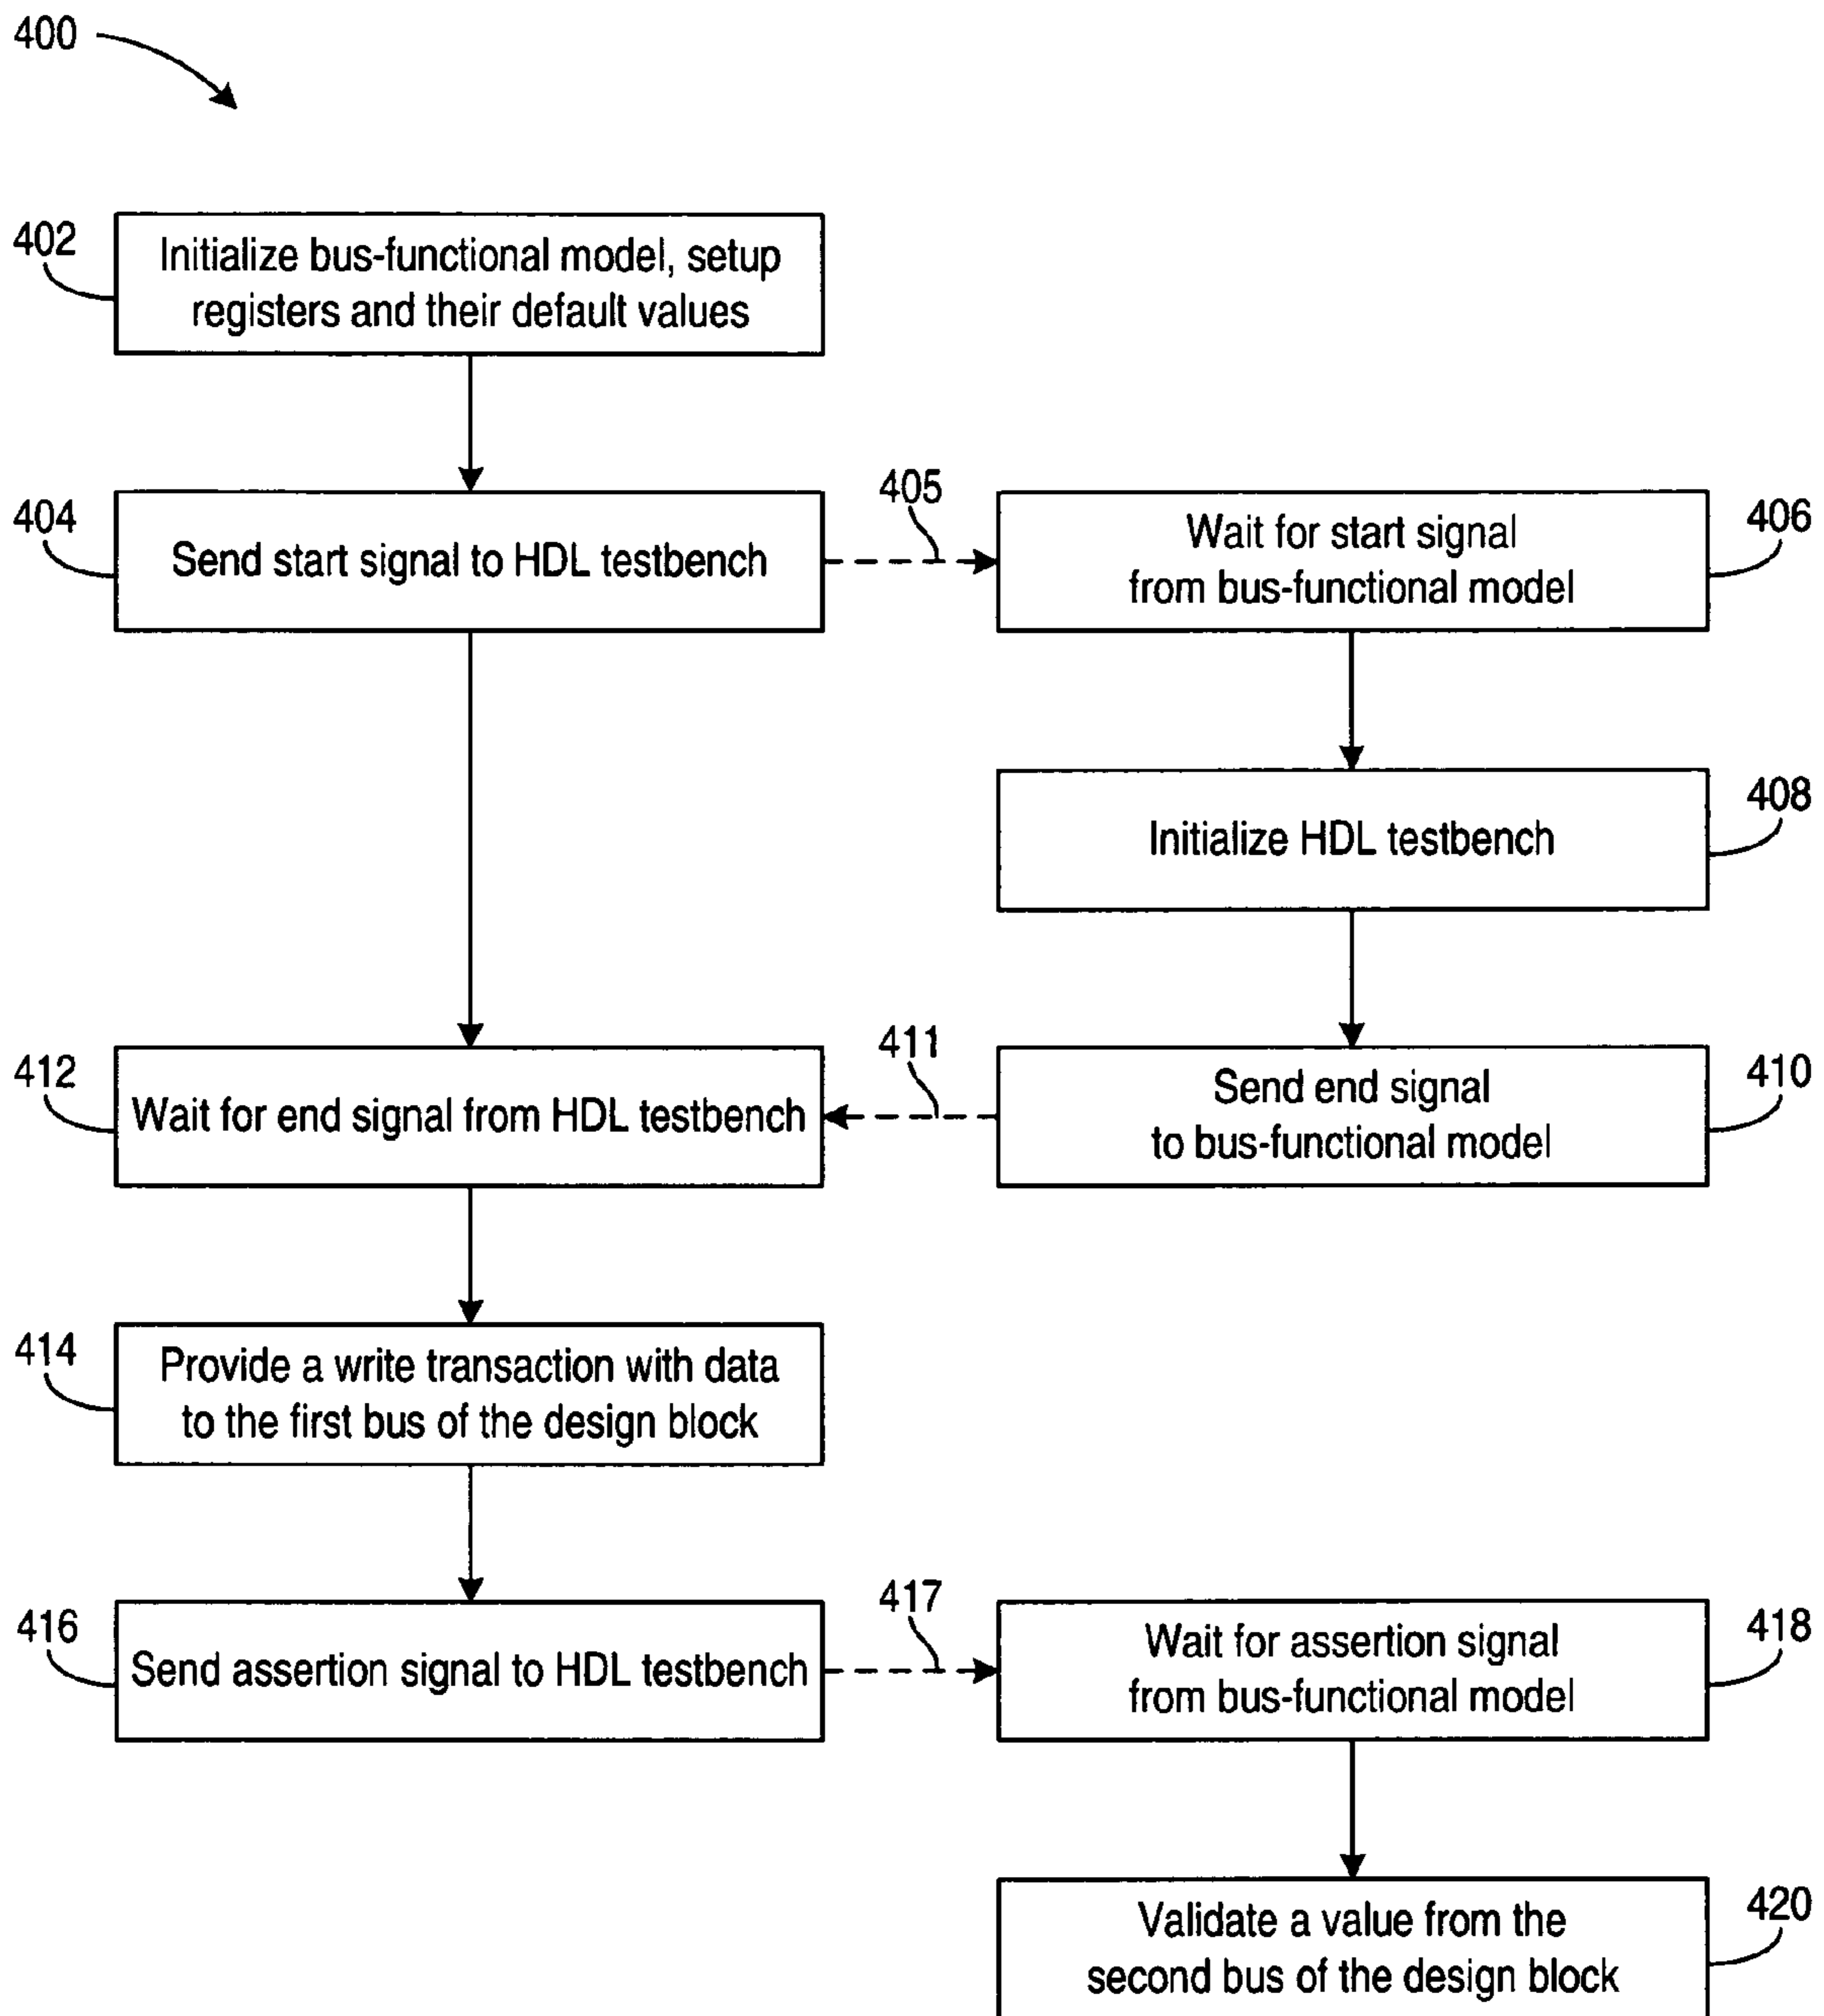 400
402
Initialize bus-functional model, setup
registers and their default values
404
Send start signal to HDL testbench
405
Wait for start signal
from bus-functional model
406
Initialize HDL testbench
408
412
Wait for end signal from HDL testbench
411
Send end signal
to bus-functional model
410
414
Provide a write transaction with data
to the first bus of the design block
416
Send assertion signal to HDL testbench
417
Wait for assertion signal
from bus-functional model
418
Validate a value from the
second bus of the design block
420